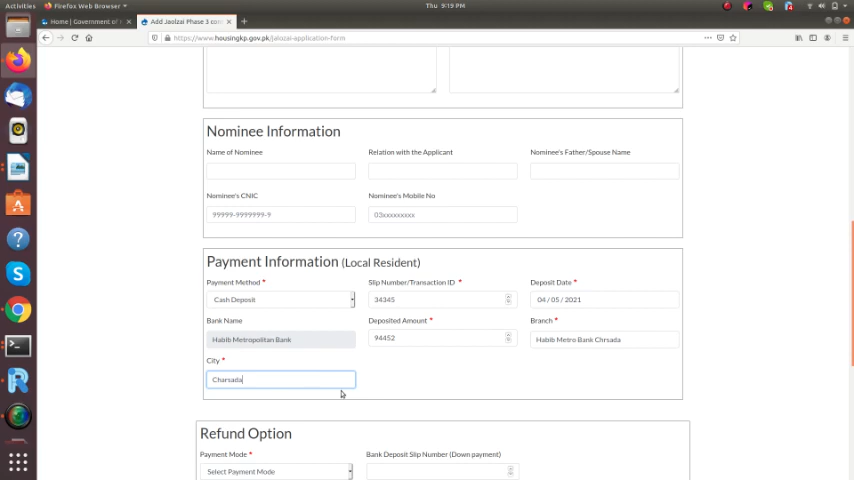 Activities
Firefox Web Browser
Thu 9:19 PM
Home | Government of
Add Jaolzai Phase 3 con
https://www.housingkp.gov.pk/jalozai-application-form
Nominee Information
Name of Nominee
Relation with the Applicant
Nominee's Father/Spouse Name
Nominee's CNIC
Nominee's Mobile No
99999-9999999-9
03xxxxxxxxx
Payment Information (Local Resident)
Payment Method *
Slip Number/Transaction ID *
Deposit Date *
Cash Deposit
34345
04 / 05 / 2021
Bank Name
Deposited Amount *
Branch *
Habib Metropolitan Bank
94452
Habib Metro Bank Chrsada
City *
Charsada
Refund Option
Payment Mode *
Bank Deposit Slip Number (Down payment)
Select Payment Mode